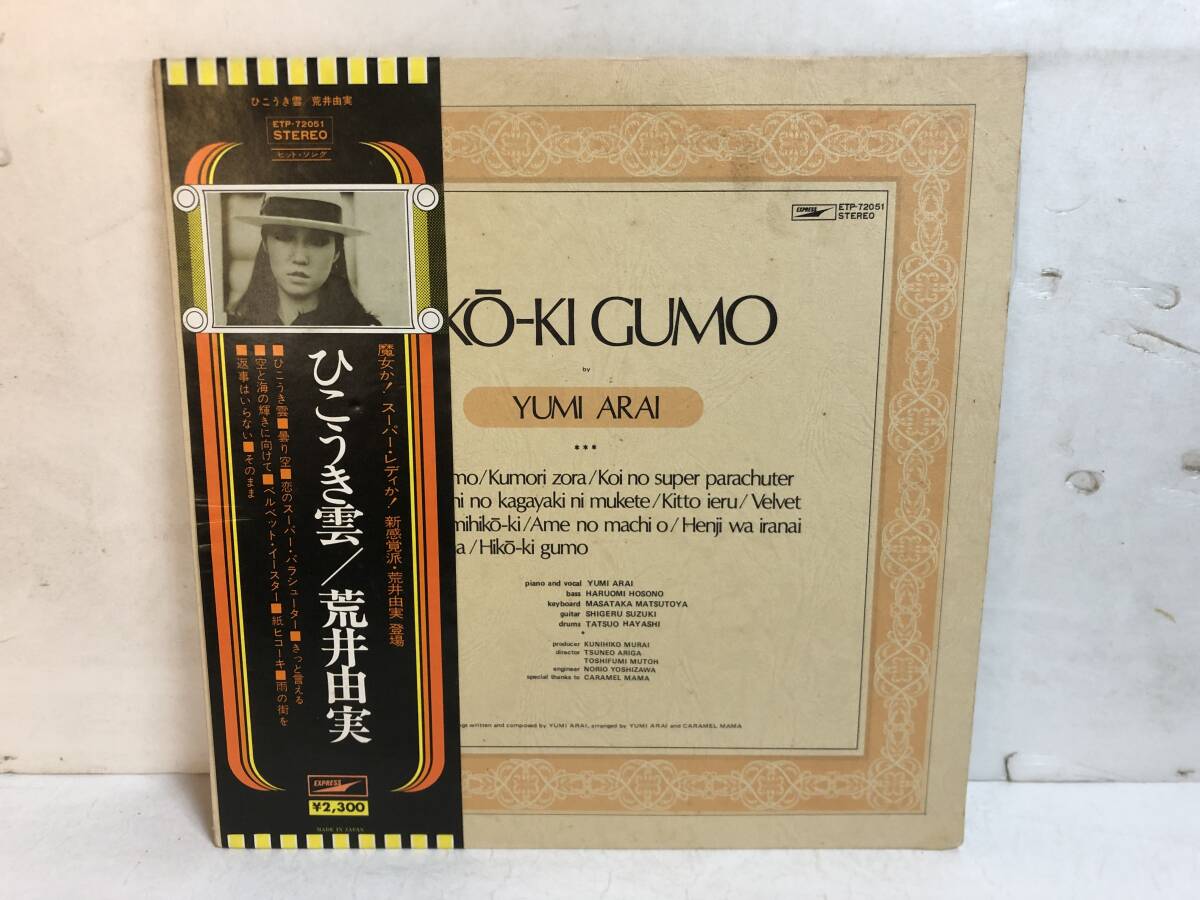 ひこうき雲／荒井由実
ETP-72051
STEREO
ヒット・ソング
魔女か!スーパー・レディか!新感覚派・荒井由実 登場
ひこうき雲／荒井由実
■ひこうき雲■曇り空■恋のスーパー・パラシューター■きっと言える
■空と海の輝きに向けて■ベルベット・イースター■紙ヒコーキ■雨の街を
■返事はいらない■そのまま
EXPRESS
¥2,300
MADE IN JAPAN
EXPRESS
ETP-72051
STEREO
KŌ-KI GUMO
by
YUMI ARAI
***
mo/Kumori zora/Koi no super parachuter
ni no kagayaki ni mukete/Kitto ieru/Velvet
mihikō-ki/Ame no machi o/Henji wa iranai
a/Hikō-ki gumo
piano and vocal YUMI ARAI
bass HARUOMI HOSONO
keyboard MASATAKA MATSUTOYA
guitar SHIGERU SUZUKI
drums TATSUO HAYASHI
producer KUNIHIKO MURAI
director TSUNEO ARIGA
TOSHIFUMI MUTOH
engineer NORIO YOSHIZAWA
special thanks to CARAMEL MAMA
written and composed by YUMI ARAI, arranged by YUMI ARAI and CARAMEL MAMA